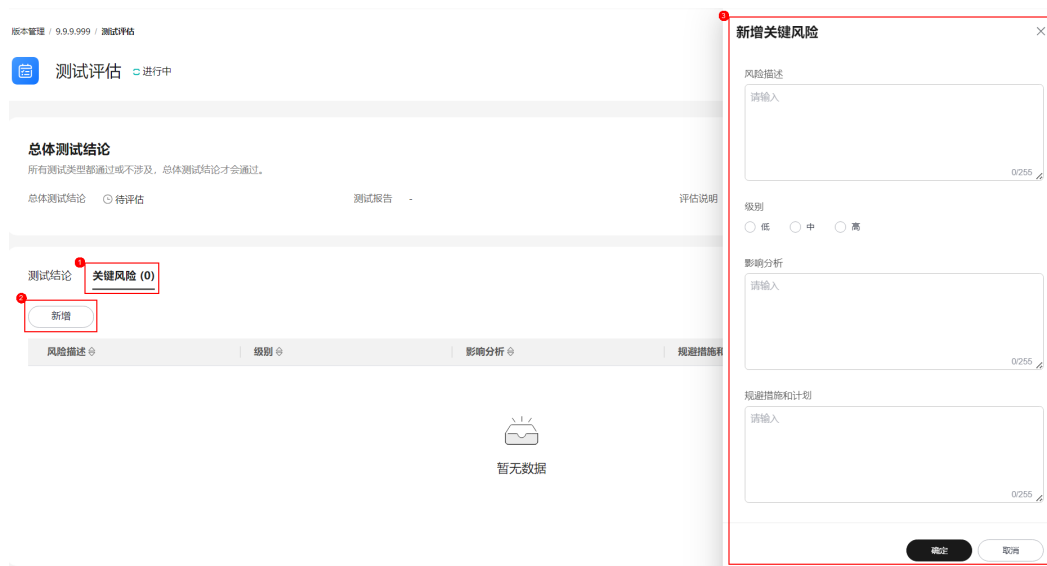 版本管理 / 9.9.9.999 / 测试评估
测试评估 进行中
总体测试结论
所有测试类型都通过或不涉及，总体测试结论才会通过。
总体测试结论 待评估 测试报告 - 评估说明
1
测试结论 关键风险 (0)
2
新增
风险描述 级别 影响分析 规避措施和
暂无数据
3
新增关键风险
风险描述
请输入
0/255
级别
低 中 高
影响分析
请输入
0/255
规避措施和计划
请输入
0/255
确定 取消